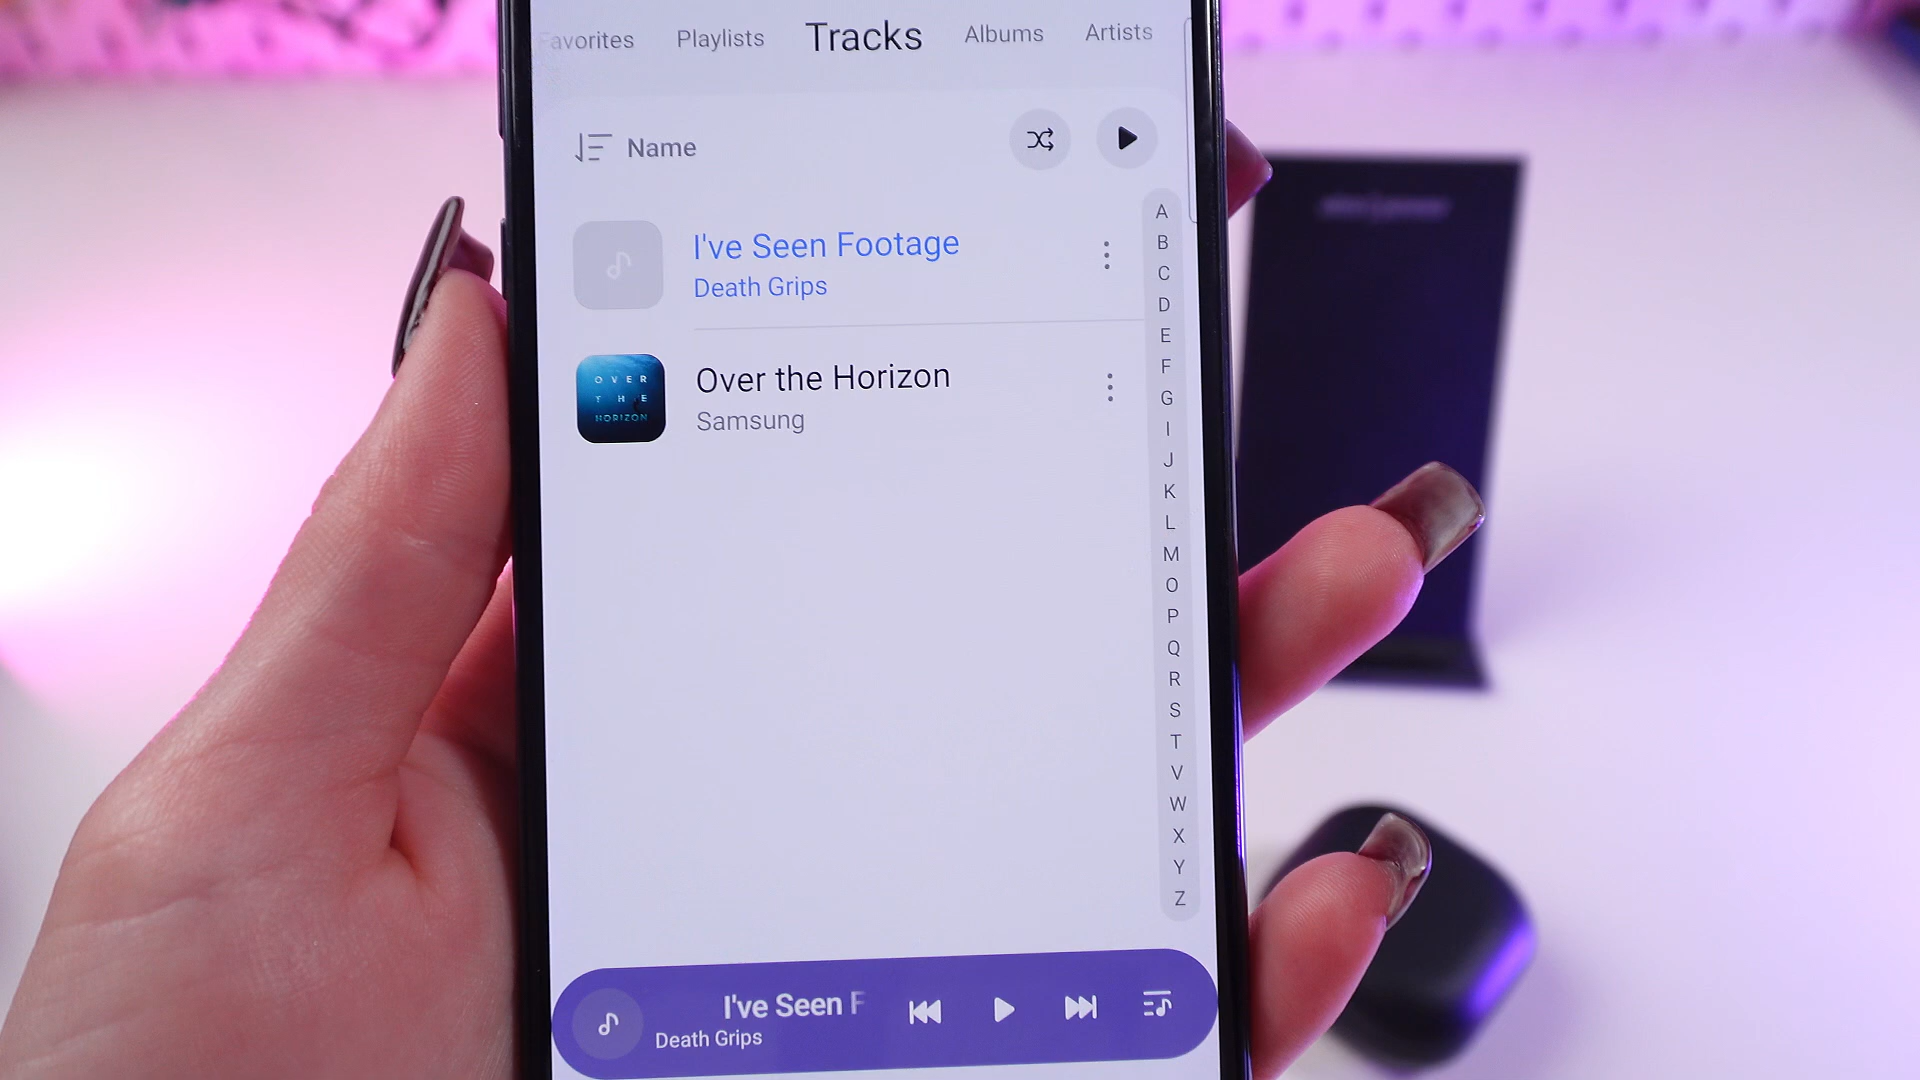 Favorites Playlists Tracks Albums Artists
Name
I've Seen Footage
Death Grips
OVER
THE
HORIZON
Over the Horizon
Samsung
A
B
C
D
E
F
G
I
J
K
L
M
O
P
Q
R
S
T
V
W
X
Y
Z
I've Seen F
Death Grips